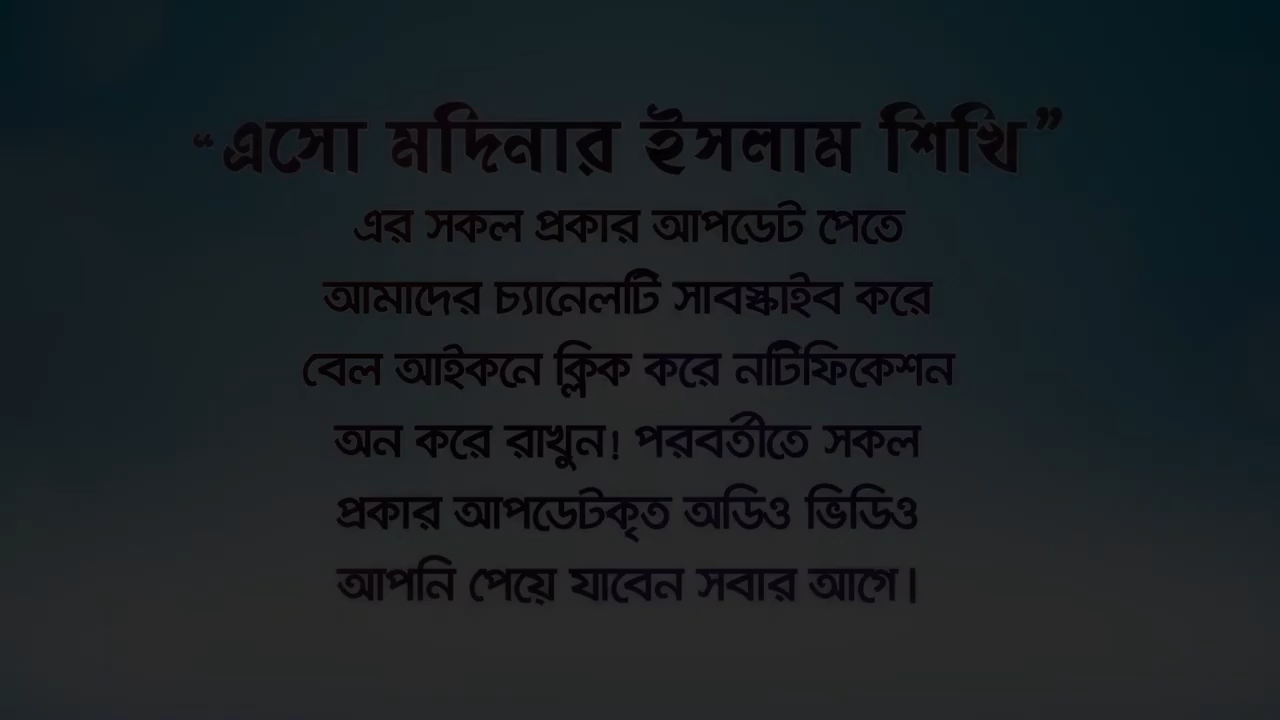 “এসো মদিনার ইসলাম শিখি”
এর সকল প্রকার আপডেট পেতে
আমাদের চ্যানেলটি সাবস্ক্রাইব করে
বেল আইকনে ক্লিক করে নটিফিকেশন
অন করে রাখুন! পরবর্তীতে সকল
প্রকার আপডেটকৃত অডিও ভিডিও
আপনি পেয়ে যাবেন সবার আগে।